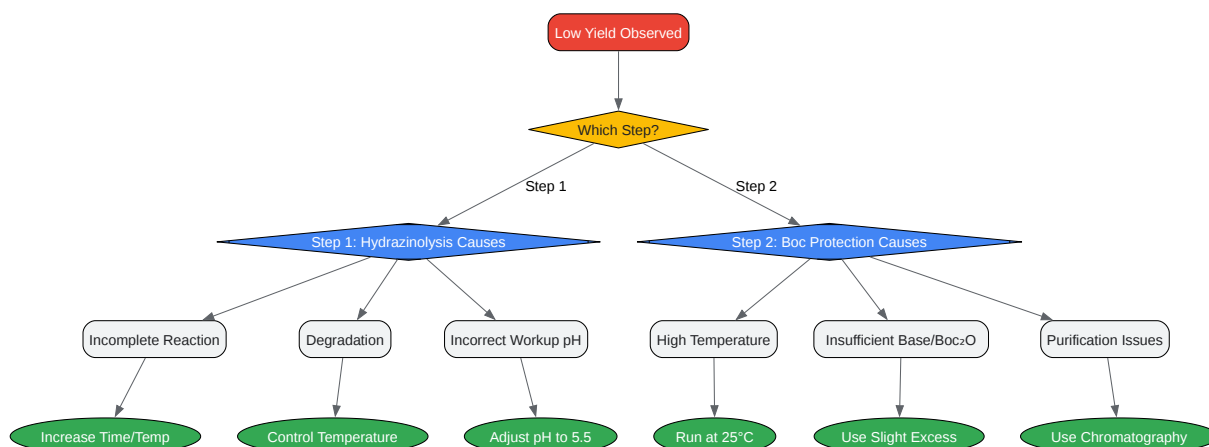 Low Yield Observed
Which Step?
Step 1
Step 2
Step 1: Hydrazinolysis Causes
Step 2: Boc Protection Causes
Incomplete Reaction
Degradation
Incorrect Workup pH
High Temperature
Insufficient Base/Boc₂O
Purification Issues
Increase Time/Temp
Control Temperature
Adjust pH to 5.5
Run at 25°C
Use Slight Excess
Use Chromatography